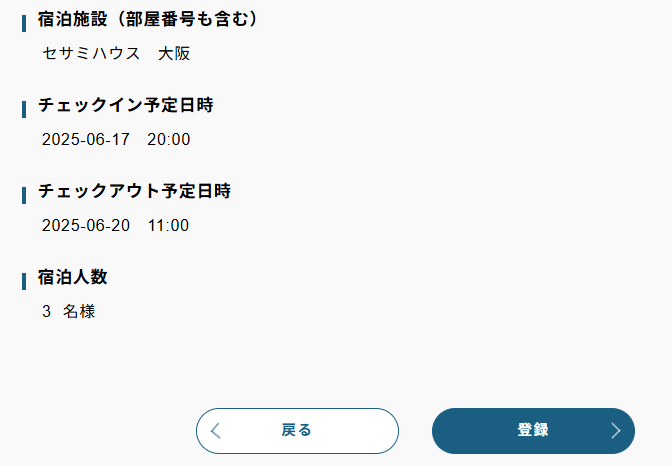 宿泊施設（部屋番号も含む）
セサミハウス　大阪
チェックイン予定日時
2025-06-17　20:00
チェックアウト予定日時
2025-06-20　11:00
宿泊人数
3 名様
戻る
登録